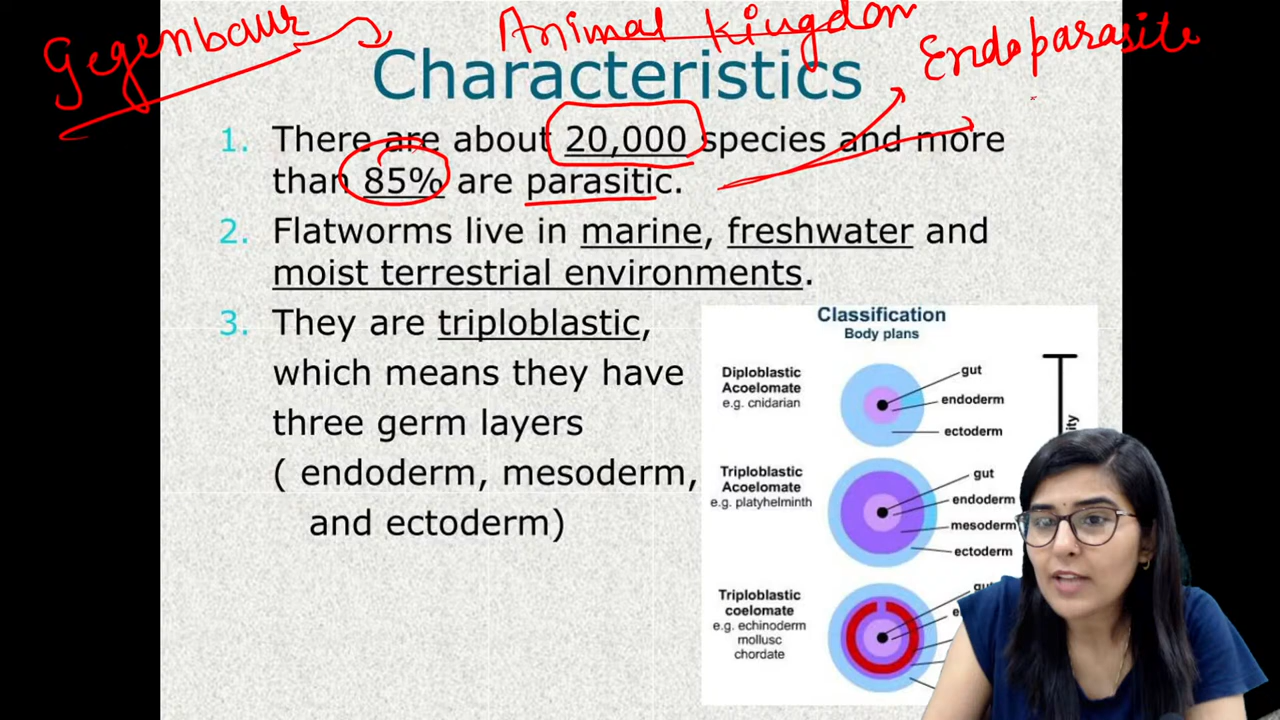 Gegenbaur
Animal kingdom
Endoparasite
Characteristics
1. There are about 20,000 species and more
than 85% are parasitic.
2. Flatworms live in marine, freshwater and
moist terrestrial environments.
3. They are triploblastic,
which means they have
three germ layers
( endoderm, mesoderm,
and ectoderm)
Classification
Body plans
Diploblastic
Acoelomate
e.g. cnidarian
gut
endoderm
ectoderm
Triploblastic
Acoelomate
e.g. platyhelminth
gut
endoderm
mesoderm
ectoderm
Triploblastic
coelomate
e.g. echinoderm
mollusc
chordate